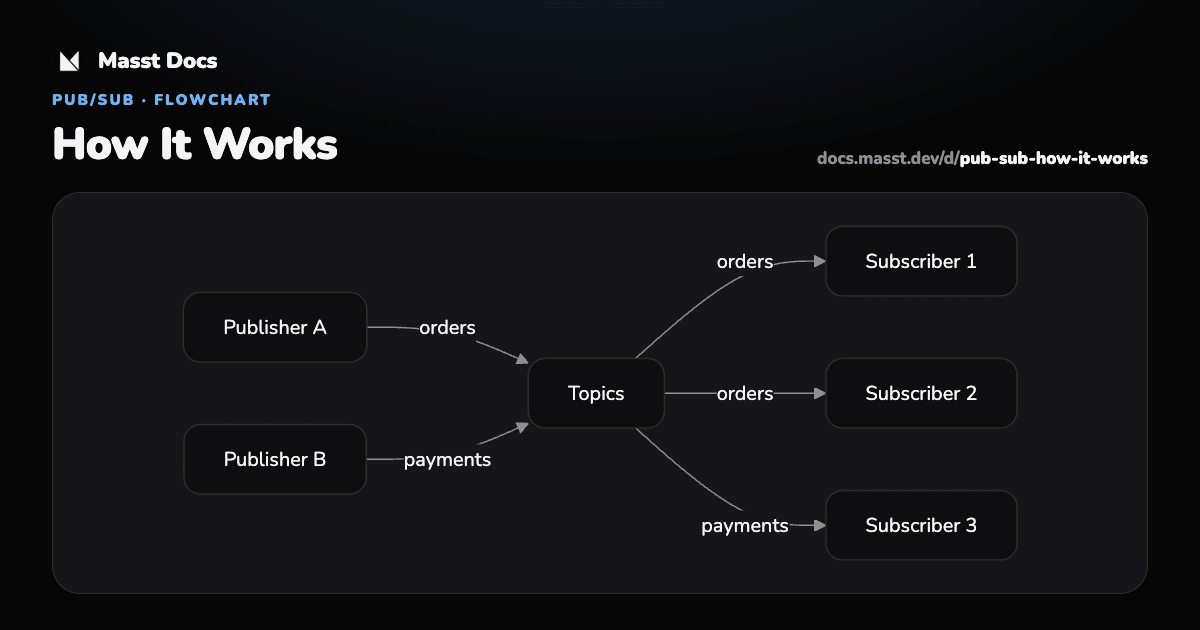 Masst Docs
PUB/SUB · FLOWCHART
How It Works
docs.masst.dev/d/pub-sub-how-it-works
orders
Subscriber 1
Publisher A
orders
Topics
orders
Subscriber 2
Publisher B
payments
payments
Subscriber 3